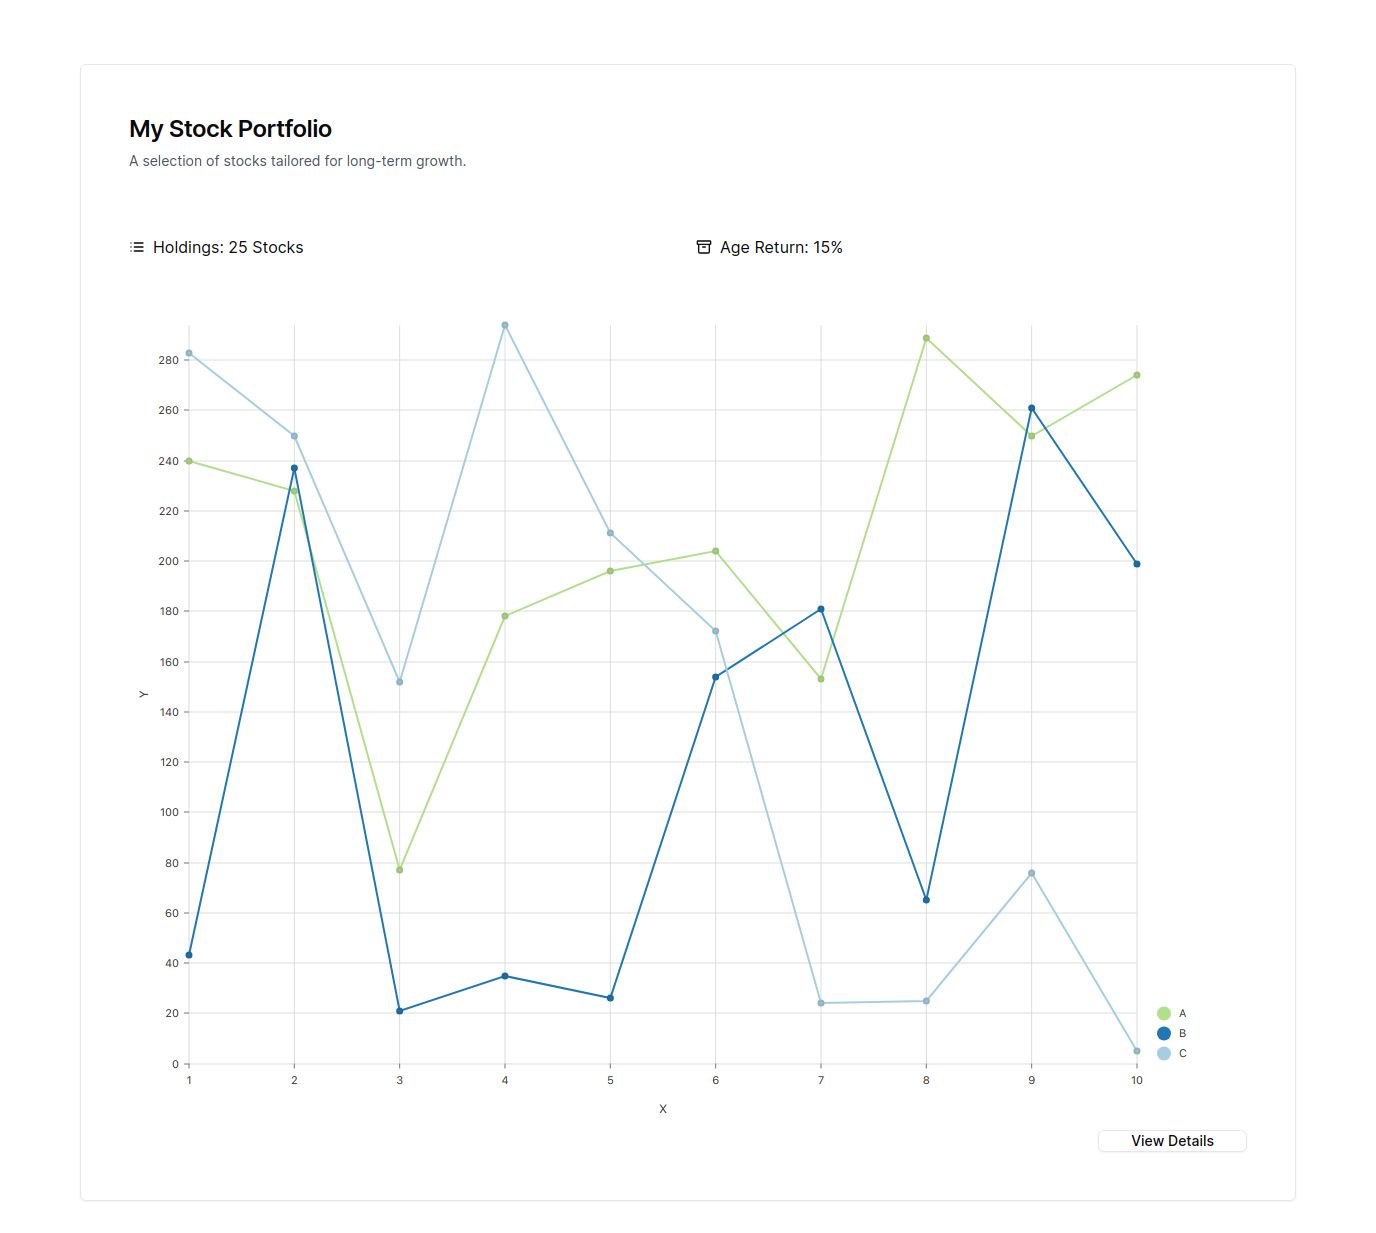 My Stock Portfolio
A selection of stocks tailored for long-term growth.
Holdings: 25 Stocks
Age Return: 15%
280
260
240
220
200
180
160
Y
140
120
100
80
60
40
20
0
A
B
C
1 2 3 4 5 6 7 8 9 10
X
View Details